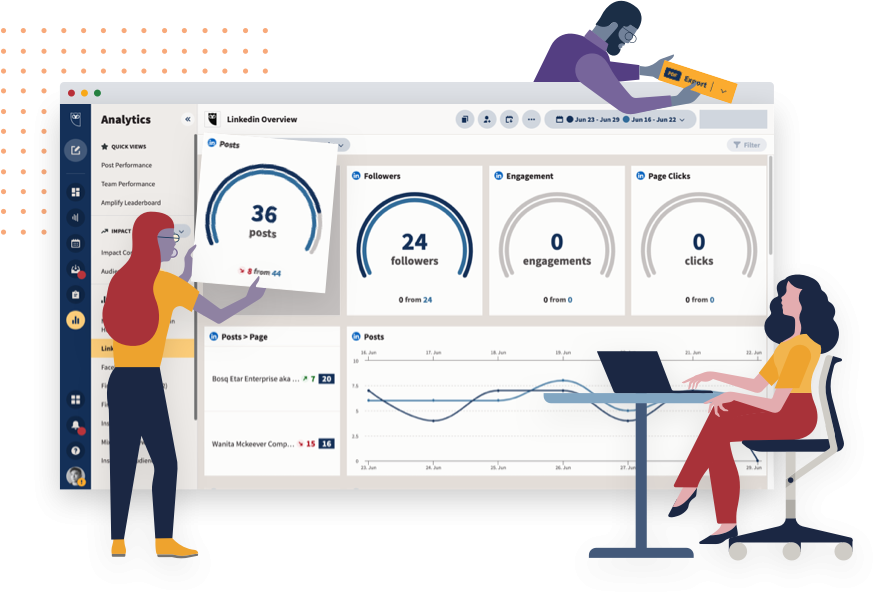 PDF Export
Analytics
«
Linkedin Overview
Jun 23 - Jun 29
Jun 16 - Jun 22
QUICK VIEWS
Post Performance
Team Performance
Amplify Leaderboard
IMPACT
Filter
Posts
36
posts
8 from 44
Followers
24
followers
0 from 24
Engagement
0
engagements
0 from 0
Page Clicks
0
clicks
0 from 0
Posts > Page
Bosq Etar Enterprise aka ... 7 20
Wanita Mckeever Comp... 15 16
Posts
16. Jun 17. Jun 18. Jun 19. Jun 20. Jun 21. Jun 22. Jun
10
7.5
5
2.5
0
23. Jun 24. Jun 25. Jun 26. Jun 27. Jun 29. Jun